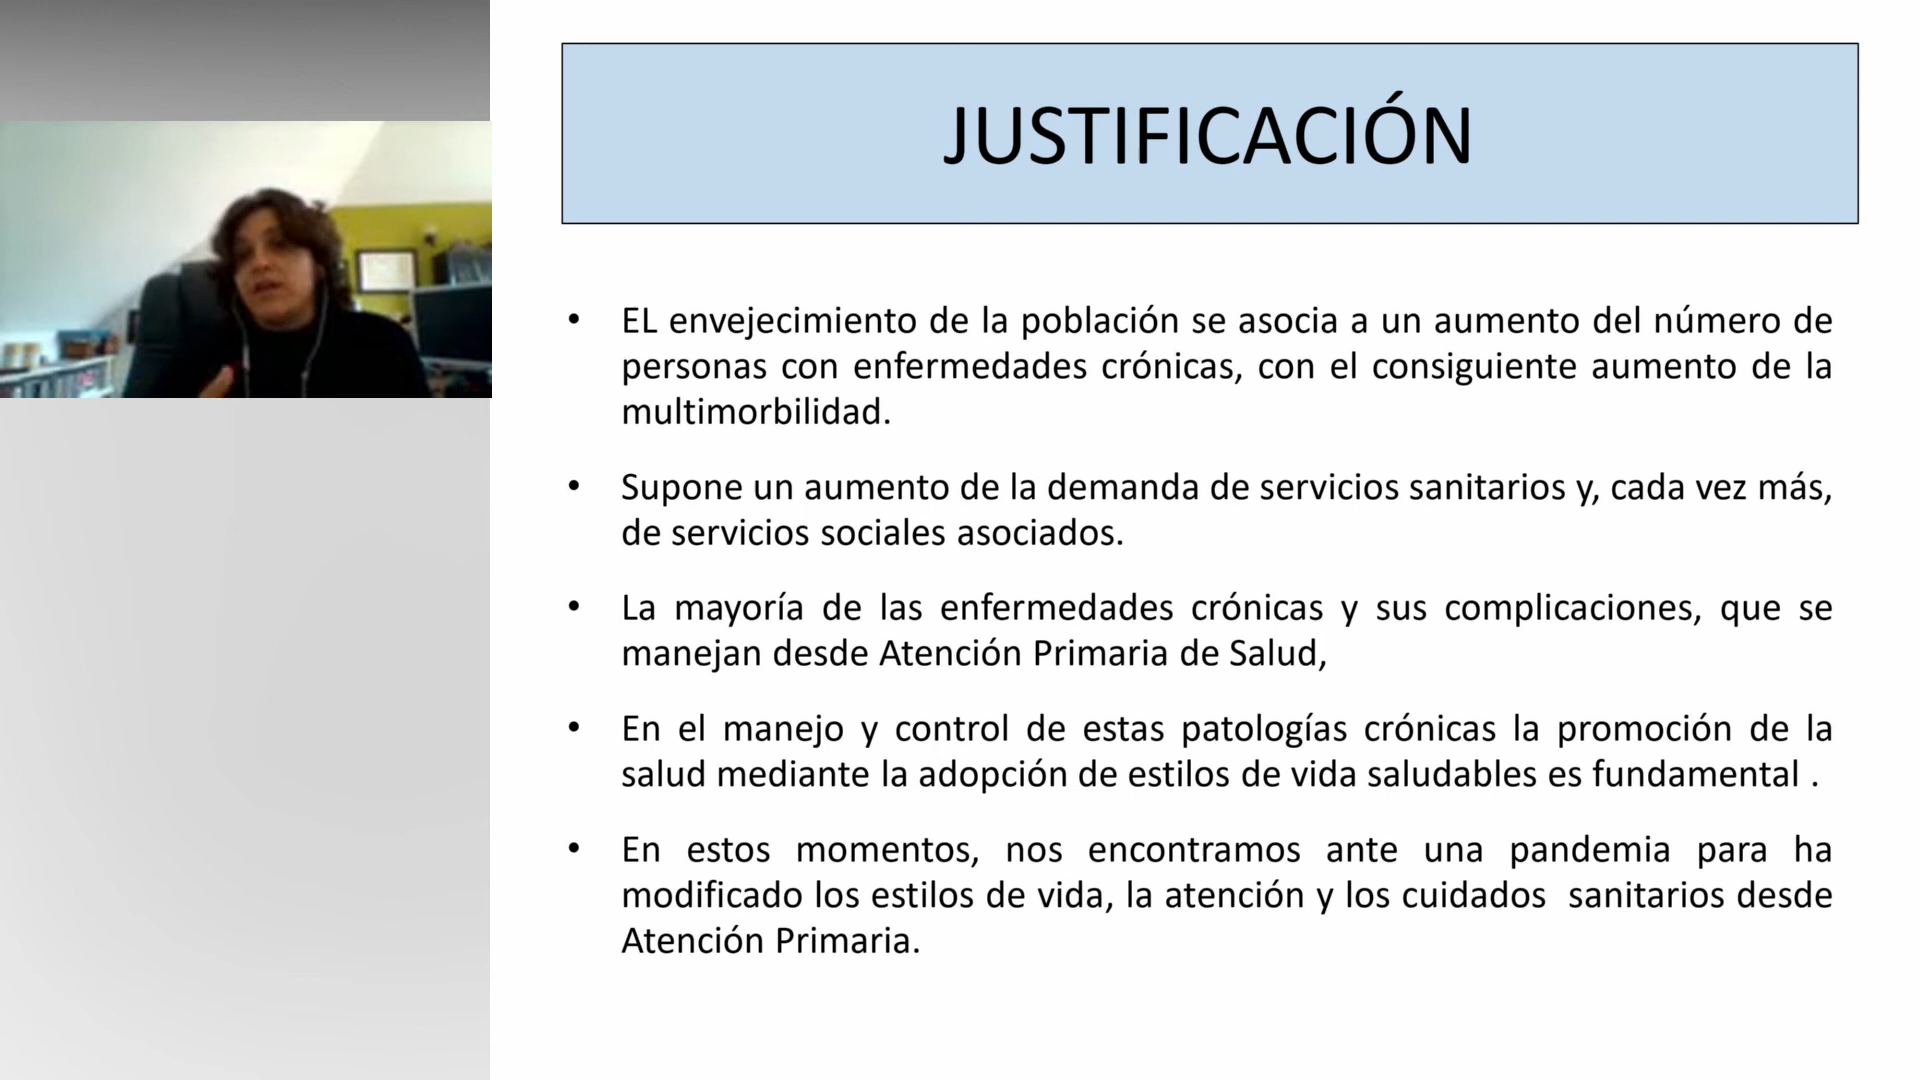 JUSTIFICACIÓN
• EL envejecimiento de la población se asocia a un aumento del número de
personas con enfermedades crónicas, con el consiguiente aumento de la
multimorbilidad.
• Supone un aumento de la demanda de servicios sanitarios y, cada vez más,
de servicios sociales asociados.
• La mayoría de las enfermedades crónicas y sus complicaciones, que se
manejan desde Atención Primaria de Salud,
• En el manejo y control de estas patologías crónicas la promoción de la
salud mediante la adopción de estilos de vida saludables es fundamental .
• En estos momentos, nos encontramos ante una pandemia para ha
modificado los estilos de vida, la atención y los cuidados  sanitarios desde
Atención Primaria.